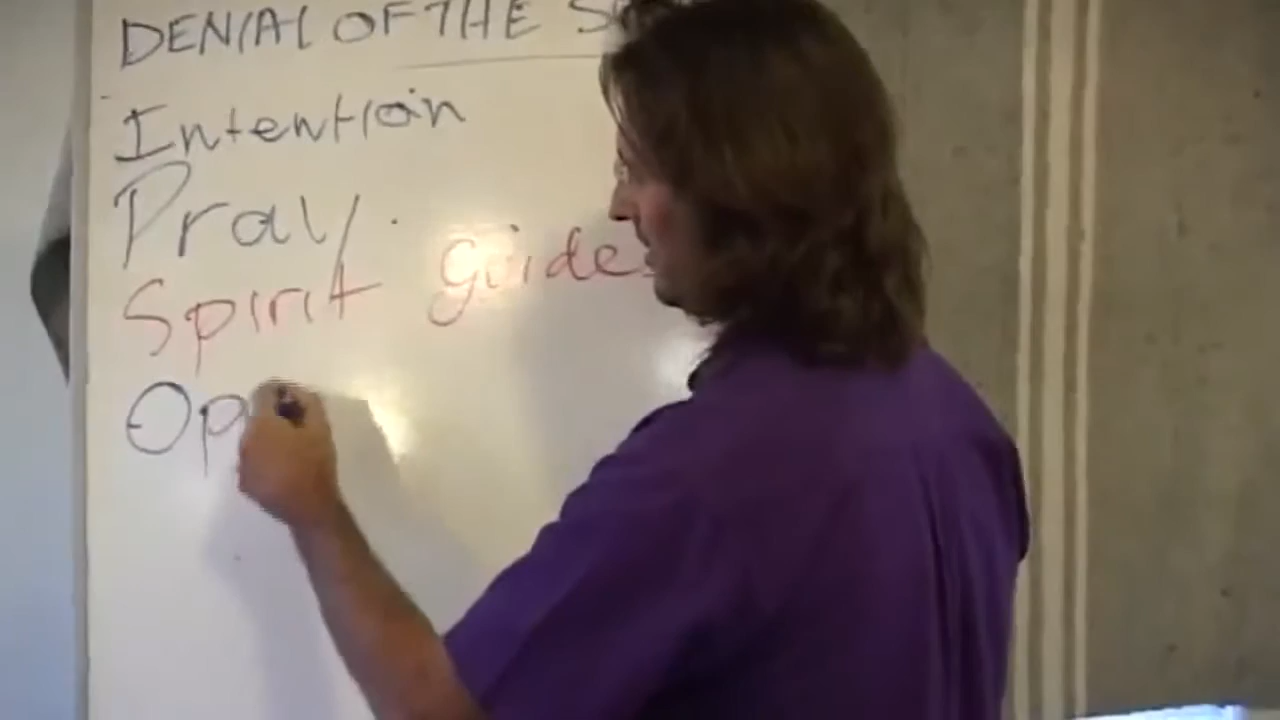 DENIAL OF THE S
Intention
Pray.
Spirit guides
Op